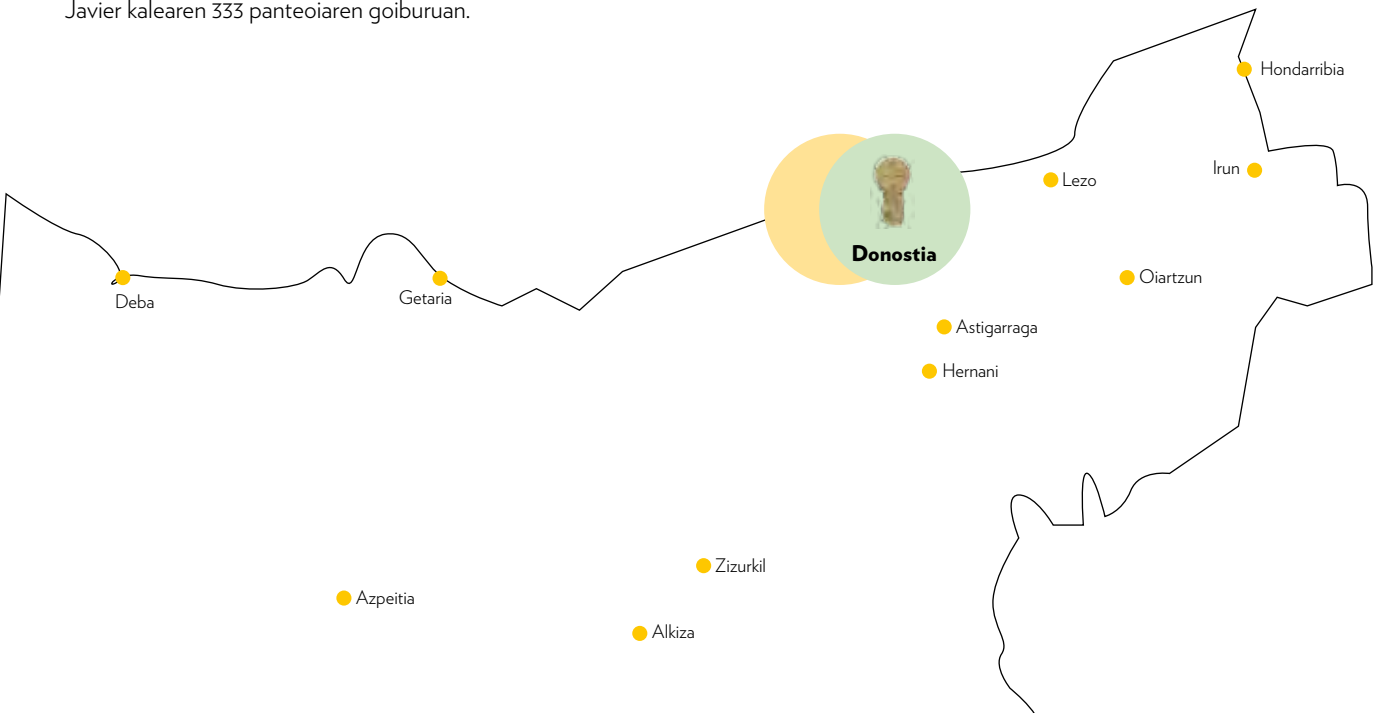 Javier kalearen 333 panteoiaren goiburuan.
Hondarribia
Irun
Lezo
Donostia
Oiartzun
Deba
Getaria
Astigarraga
Hernani
Zizurkil
Azpeitia
Alkiza